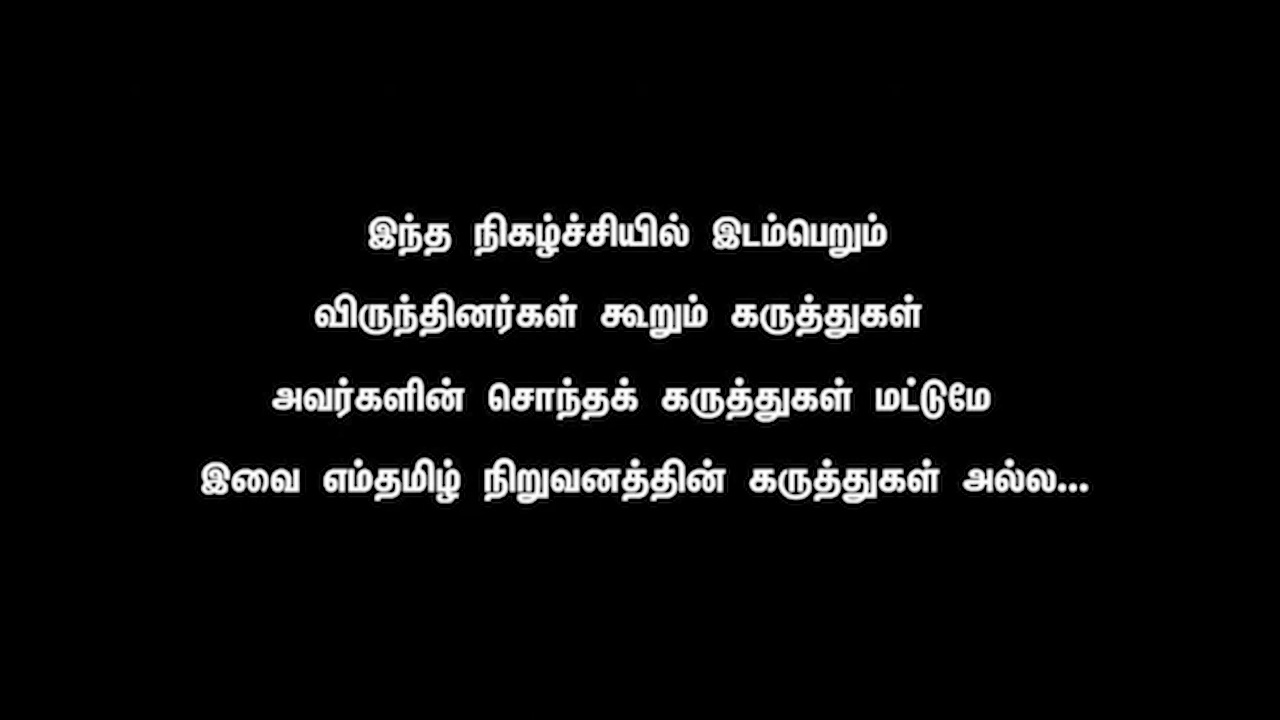 இந்த நிகழ்ச்சியில் இடம்பெறும்
விருந்தினர்கள் கூறும் கருத்துகள்
அவர்களின் சொந்தக் கருத்துகள் மட்டுமே
இவை எம்தமிழ் நிறுவனத்தின் கருத்துகள் அல்ல...